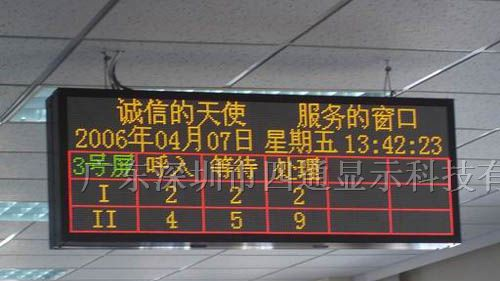 诚信的天使 服务的窗口
2006年04月07日 星期五 13:42:23
3号屏 呼入 等待 处理
I 2 2 2
II 4 5 9
广东深圳市四通显示科技有